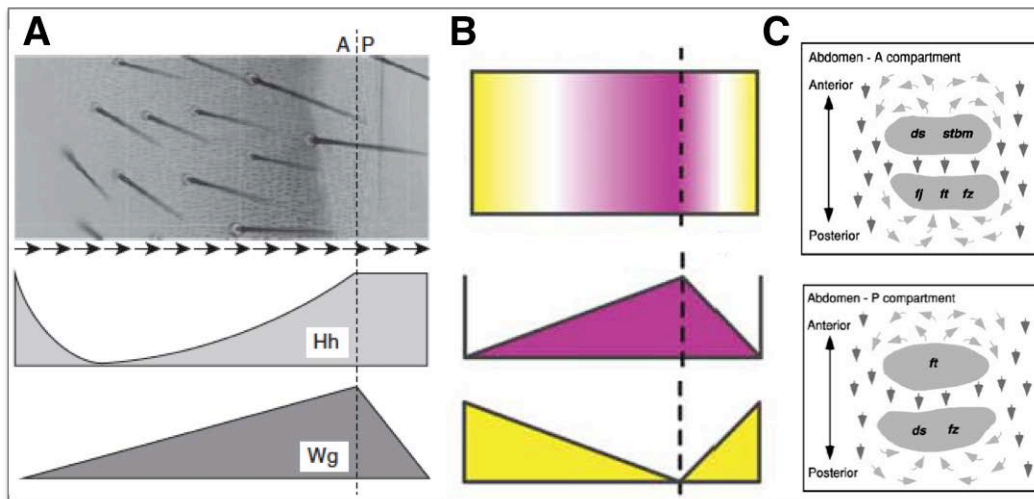 A
A P
Hh
Wg
B
C
Abdomen - A compartment
Anterior
ds stbm
fj ft fz
Posterior
Abdomen - P compartment
Anterior
ft
ds fz
Posterior